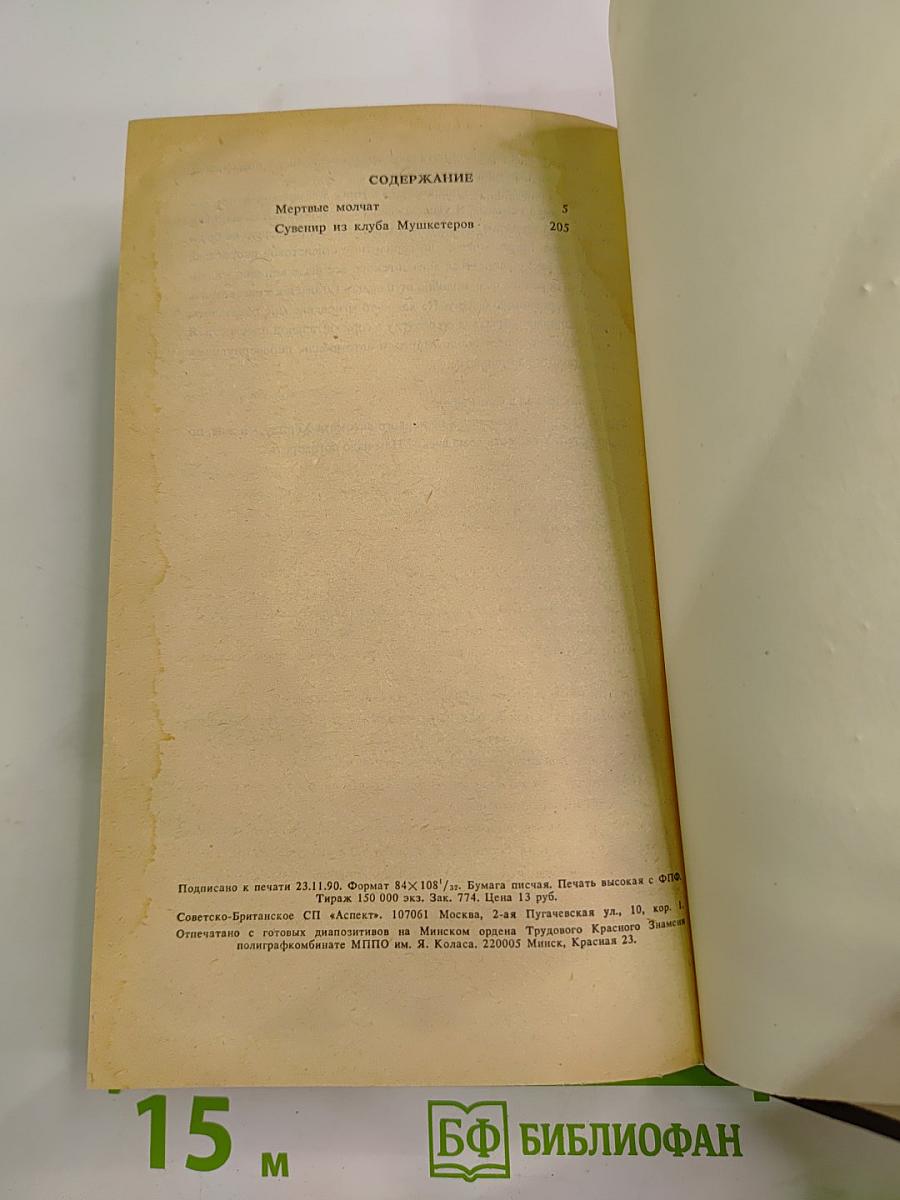 СОДЕРЖАНИЕ
Мертвые молчат 5
Сувенир из клуба Мушкетеров 205
Подписано к печати 23.11.90. Формат 84×108¹/₃₂. Бумага писчая. Печать высокая с ФПФ.
Тираж 150 000 экз. Зак. 774. Цена 13 руб.
Советско-Британское СП «Аспект». 107061 Москва, 2-ая Пугачевская ул., 10, кор. 1.
Отпечатано с готовых диапозитивов на Минском ордена Трудового Красного Знамени
полиграфкомбинате МППО им. Я. Коласа. 220005 Минск, Красная 23.
15 м
БФ БИБЛИОФАН